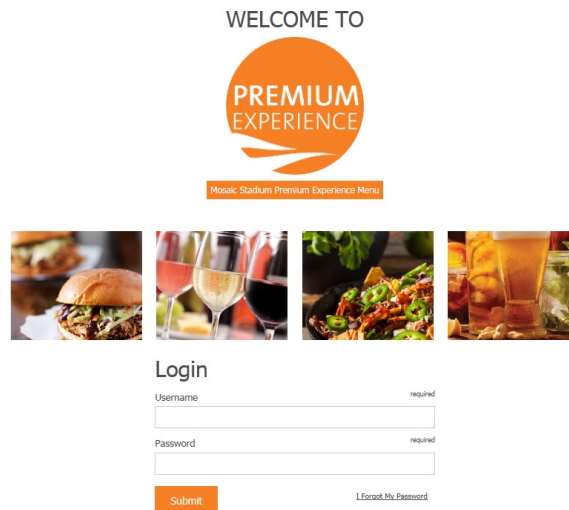 WELCOME TO
PREMIUM
EXPERIENCE
Mosaic Stadium Premium Experience Menu
Login
Username required
Password required
Submit I Forgot My Password